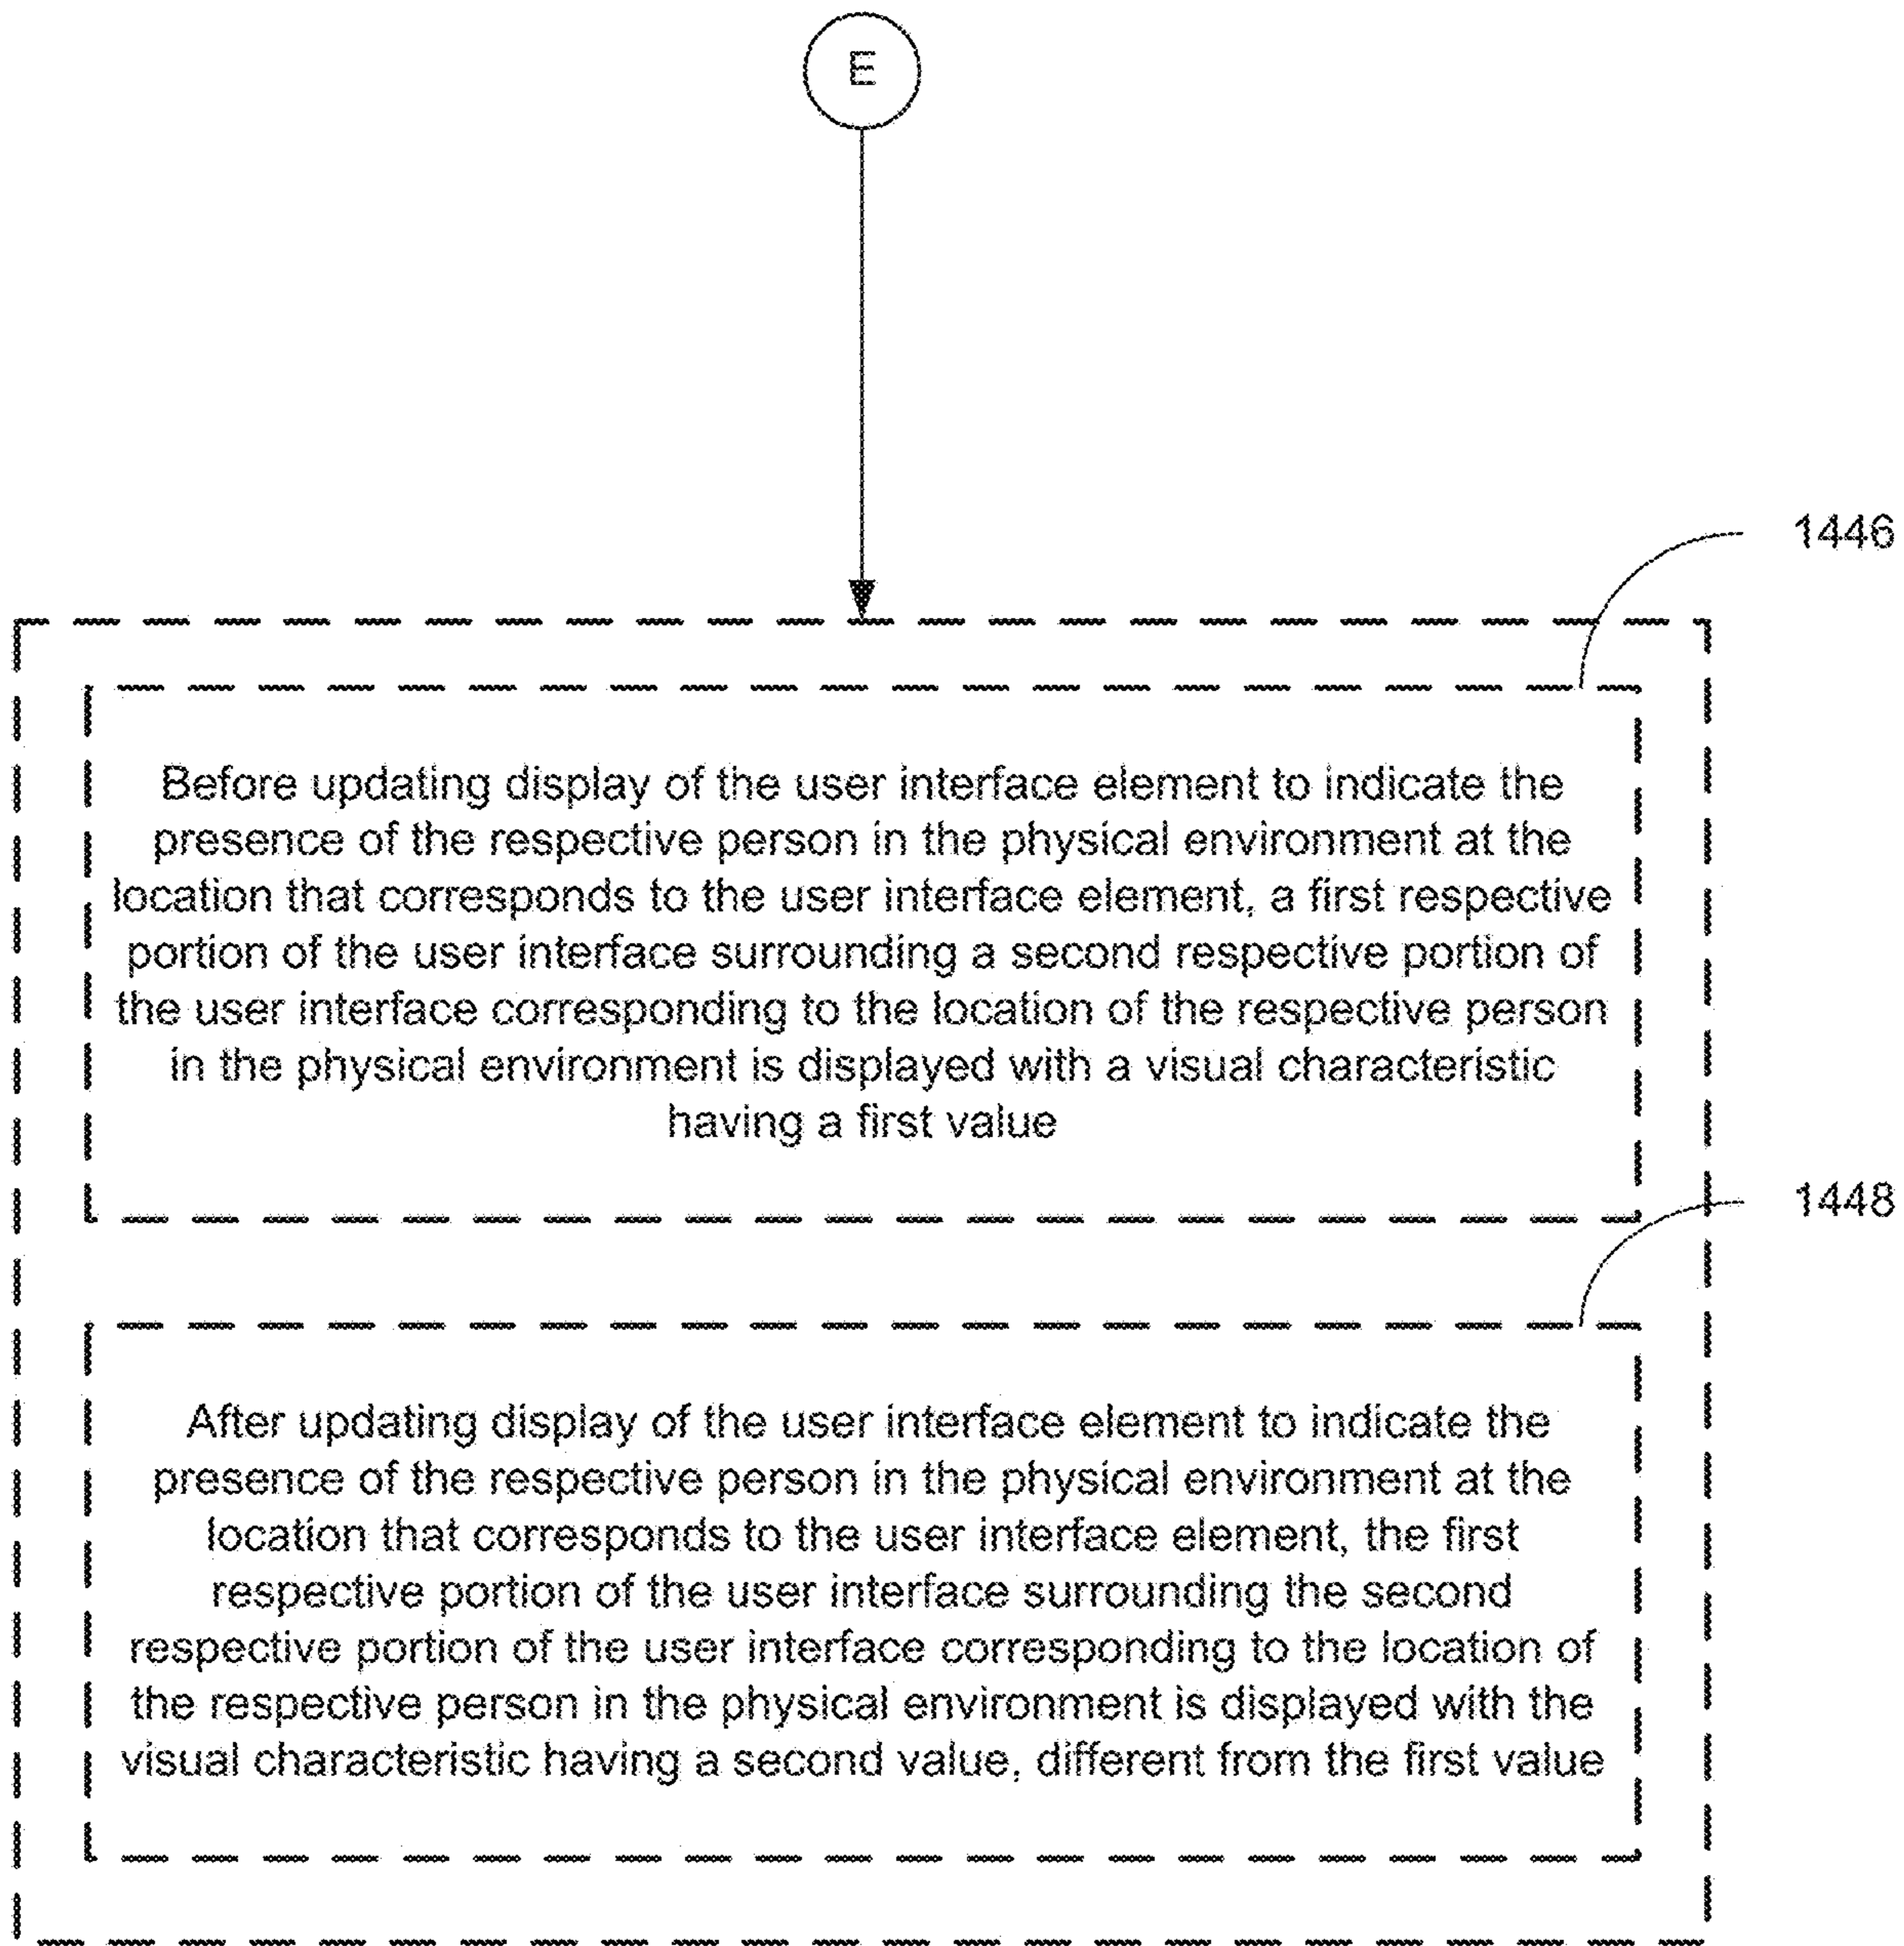 E
1446
Before updating display of the user interface element to indicate the
presence of the respective person in the physical environment at the
location that corresponds to the user interface element, a first respective
portion of the user interface surrounding a second respective portion of
the user interface corresponding to the location of the respective person
in the physical environment is displayed with a visual characteristic
having a first value
1448
After updating display of the user interface element to indicate the
presence of the respective person in the physical environment at the
location that corresponds to the user interface element, the first
respective portion of the user interface surrounding the second
respective portion of the user interface corresponding to the location of
the respective person in the physical environment is displayed with the
visual characteristic having a second value, different from the first value